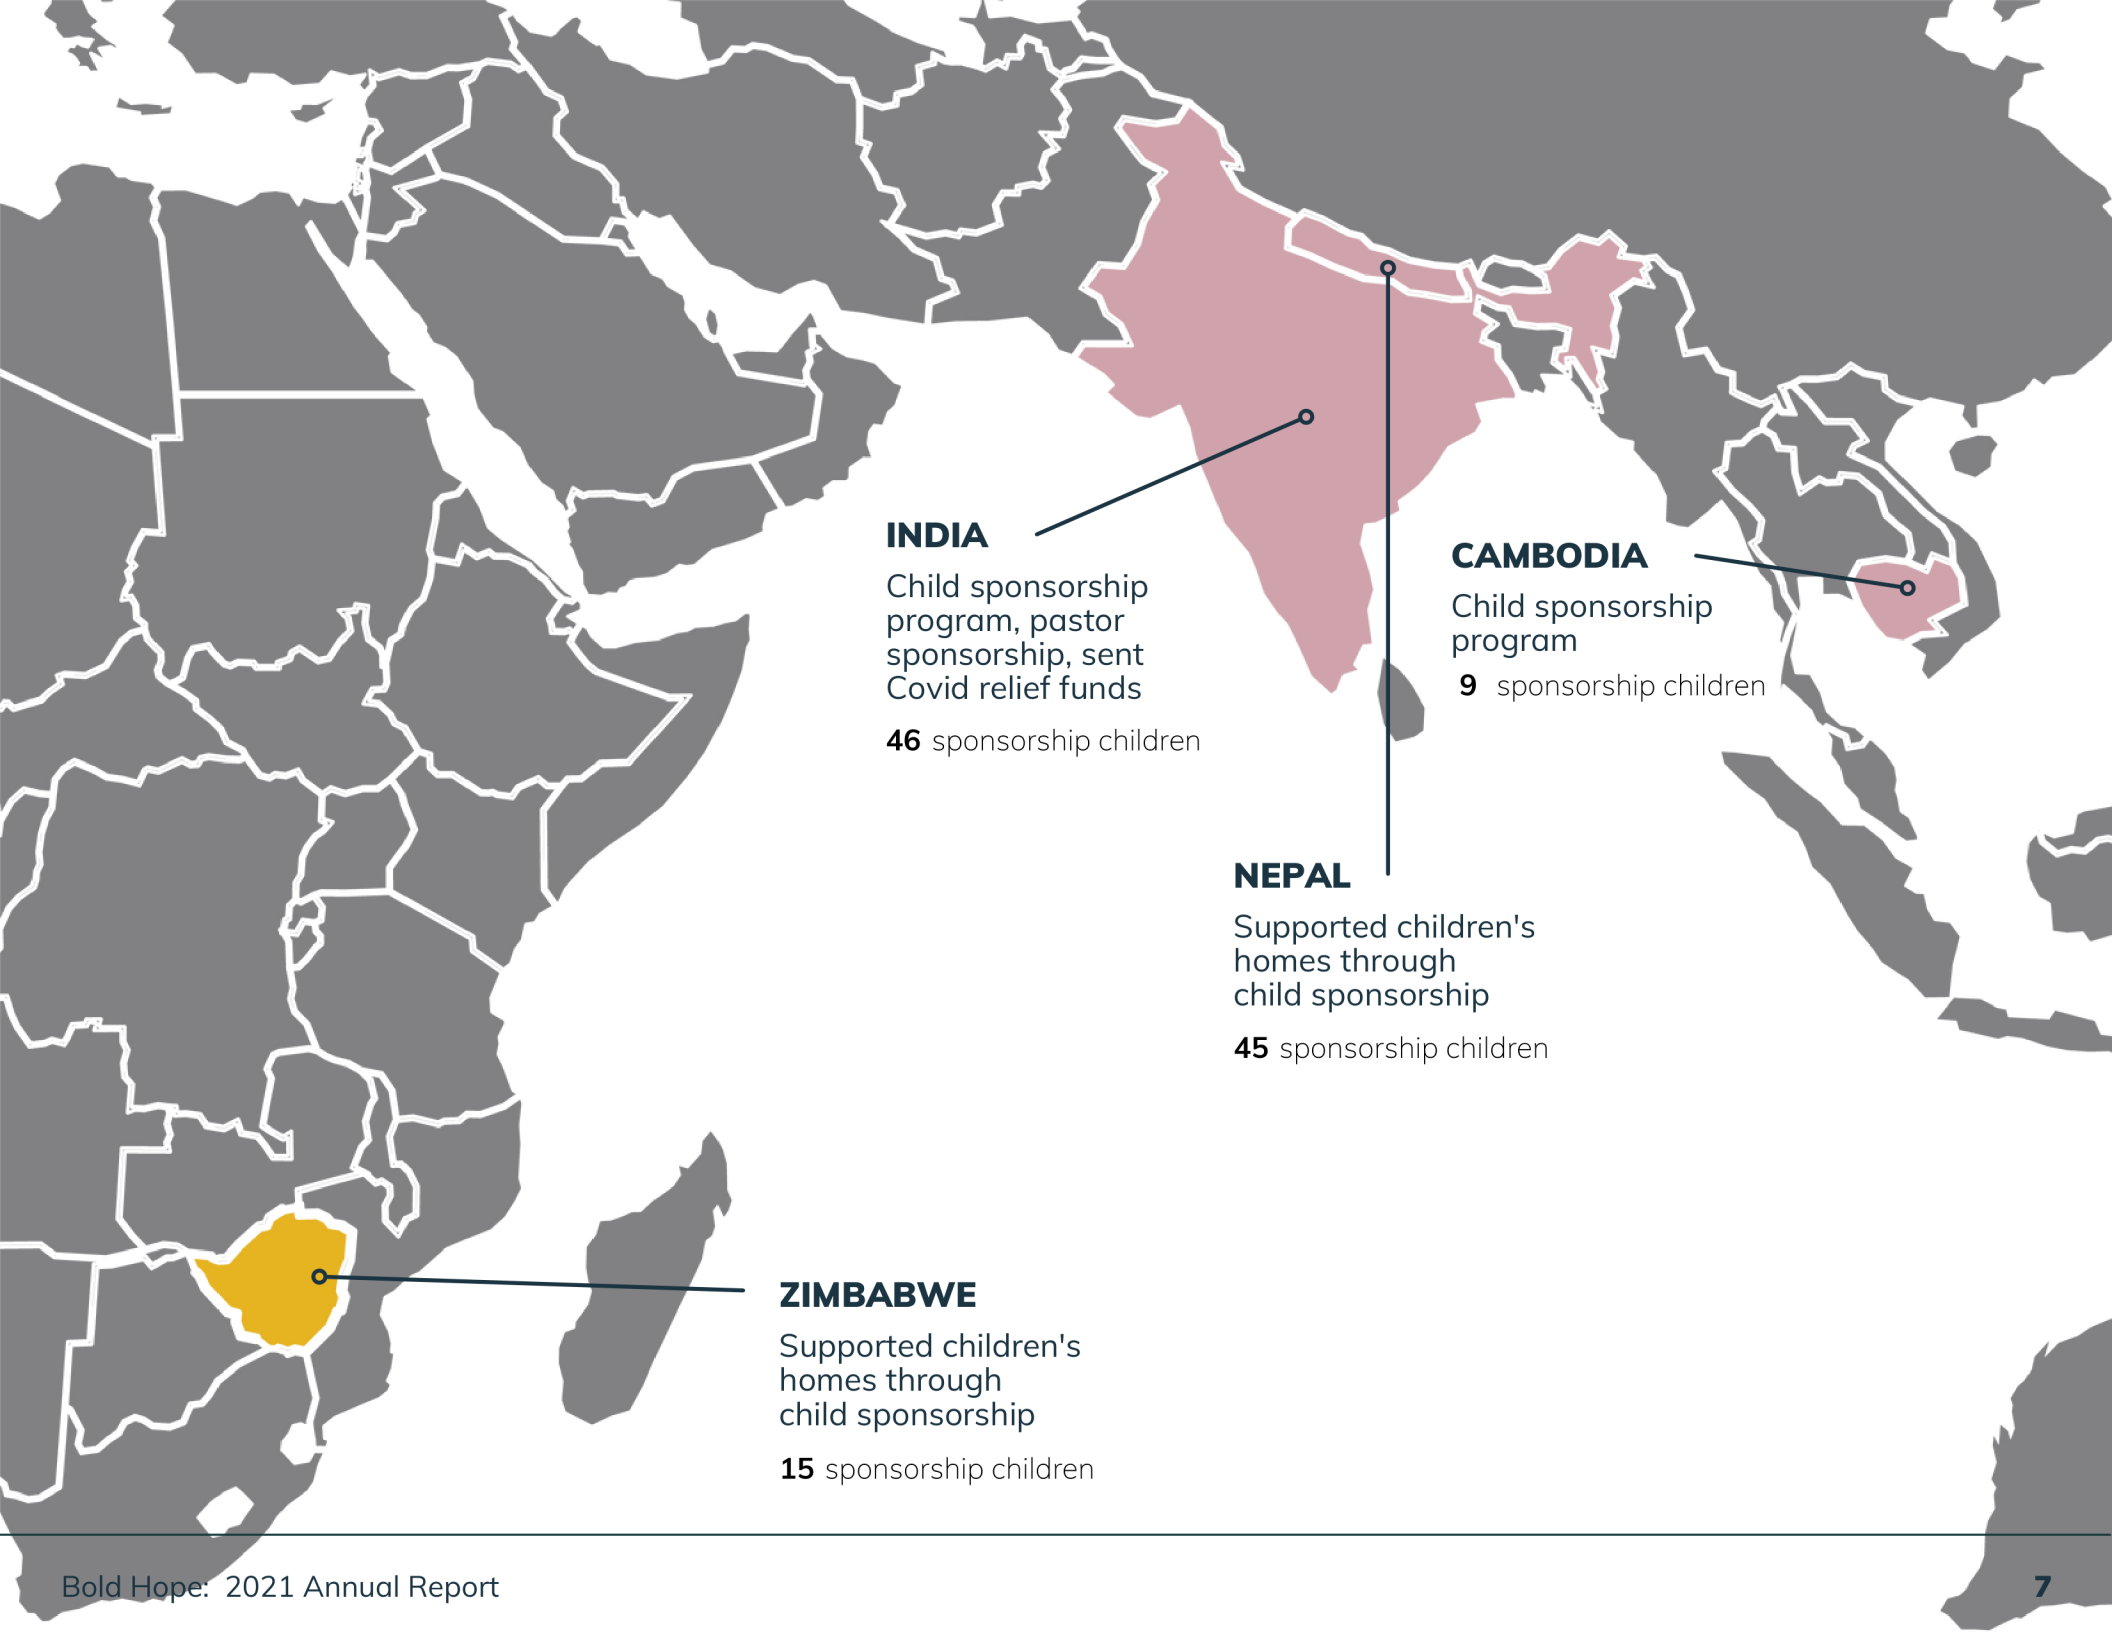 INDIA
Child sponsorship
program, pastor
sponsorship, sent
Covid relief funds
46 sponsorship children
CAMBODIA
Child sponsorship
program
9 sponsorship children
NEPAL
Supported children's
homes through
child sponsorship
45 sponsorship children
ZIMBABWE
Supported children's
homes through
child sponsorship
15 sponsorship children
Bold Hope: 2021 Annual Report
7